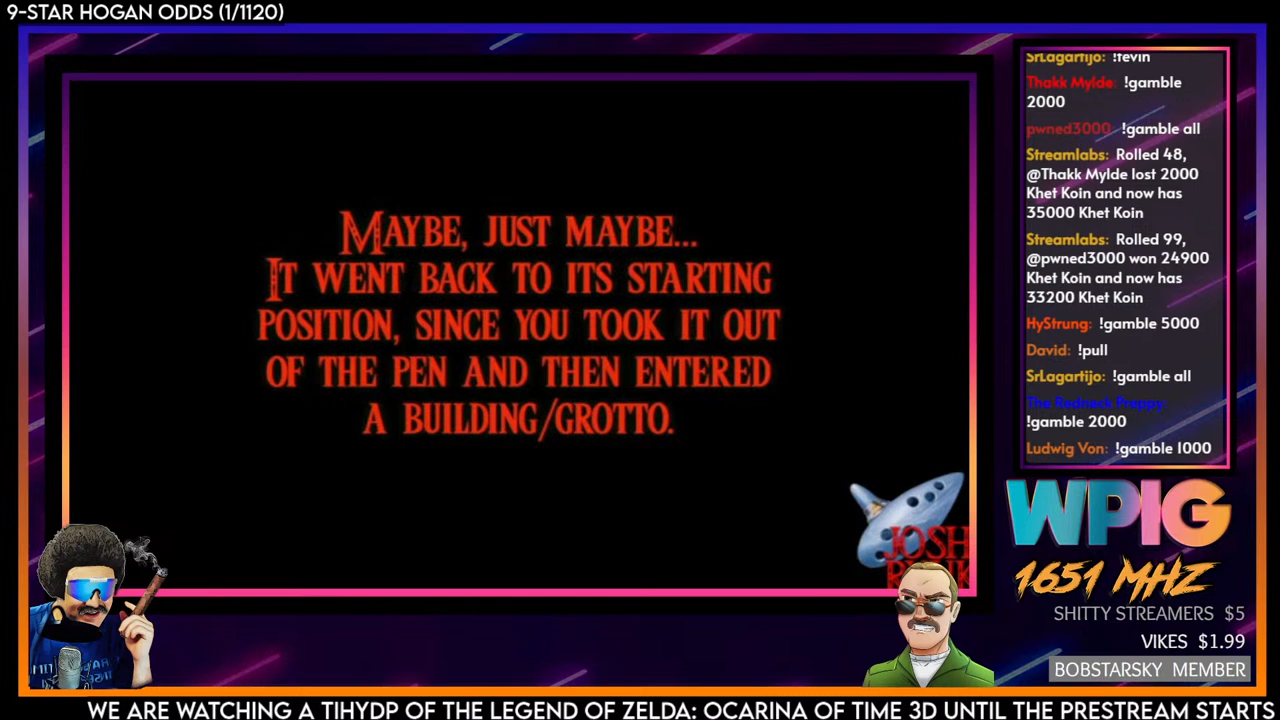 9-STAR HOGAN ODDS (1/1120)
MAYBE, JUST MAYBE...
IT WENT BACK TO ITS STARTING
POSITION, SINCE YOU TOOK IT OUT
OF THE PEN AND THEN ENTERED
A BUILDING/GROTTO.
JOSH
SrLagartijo: !fevin
Thakk Mylde: !gamble
2000
pwned3000: !gamble all
Streamlabs: Rolled 48,
@Thakk Mylde lost 2000
Khet Koin and now has
35000 Khet Koin
Streamlabs: Rolled 99,
@pwned3000 won 24900
Khet Koin and now has
33200 Khet Koin
HyStrung: !gamble 5000
David: !pull
SrLagartijo: !gamble all
The Redneck Preppy:
!gamble 2000
Ludwig Von: !gamble 1000
WPIG
1651 MHZ
SHITTY STREAMERS $5
VIKES $1.99
BOBSTARSKY MEMBER
WE ARE WATCHING A TIHYDP OF THE LEGEND OF ZELDA: OCARINA OF TIME 3D UNTIL THE PRESTREAM STARTS